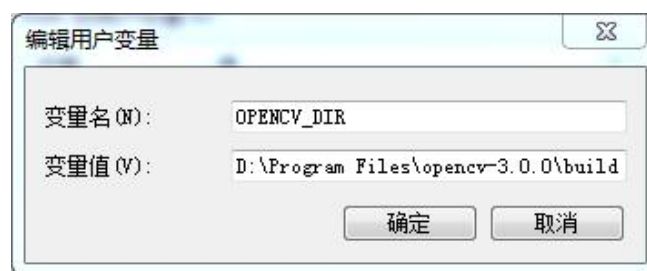 编辑用户变量
变量名(N): OPENCV_DIR
变量值(V): D:\Program Files\opencv-3.0.0\build
确定 取消